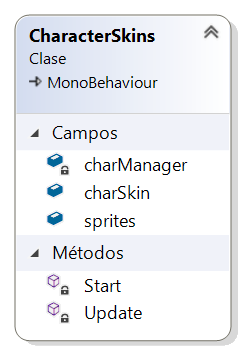 CharacterSkins
Clase
MonoBehaviour
Campos
charManager
charSkin
sprites
Métodos
Start
Update